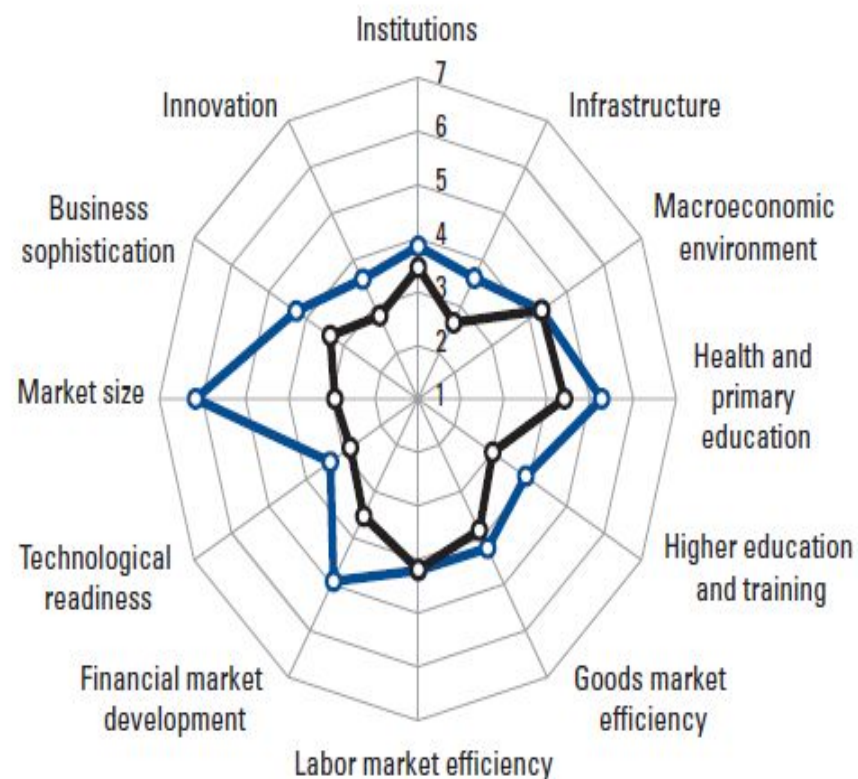 Institutions
7
6
5
4
3
2
1
Infrastructure
Macroeconomic
environment
Health and
primary
education
Higher education
and training
Goods market
efficiency
Labor market efficiency
Financial market
development
Technological
readiness
Market size
Business
sophistication
Innovation